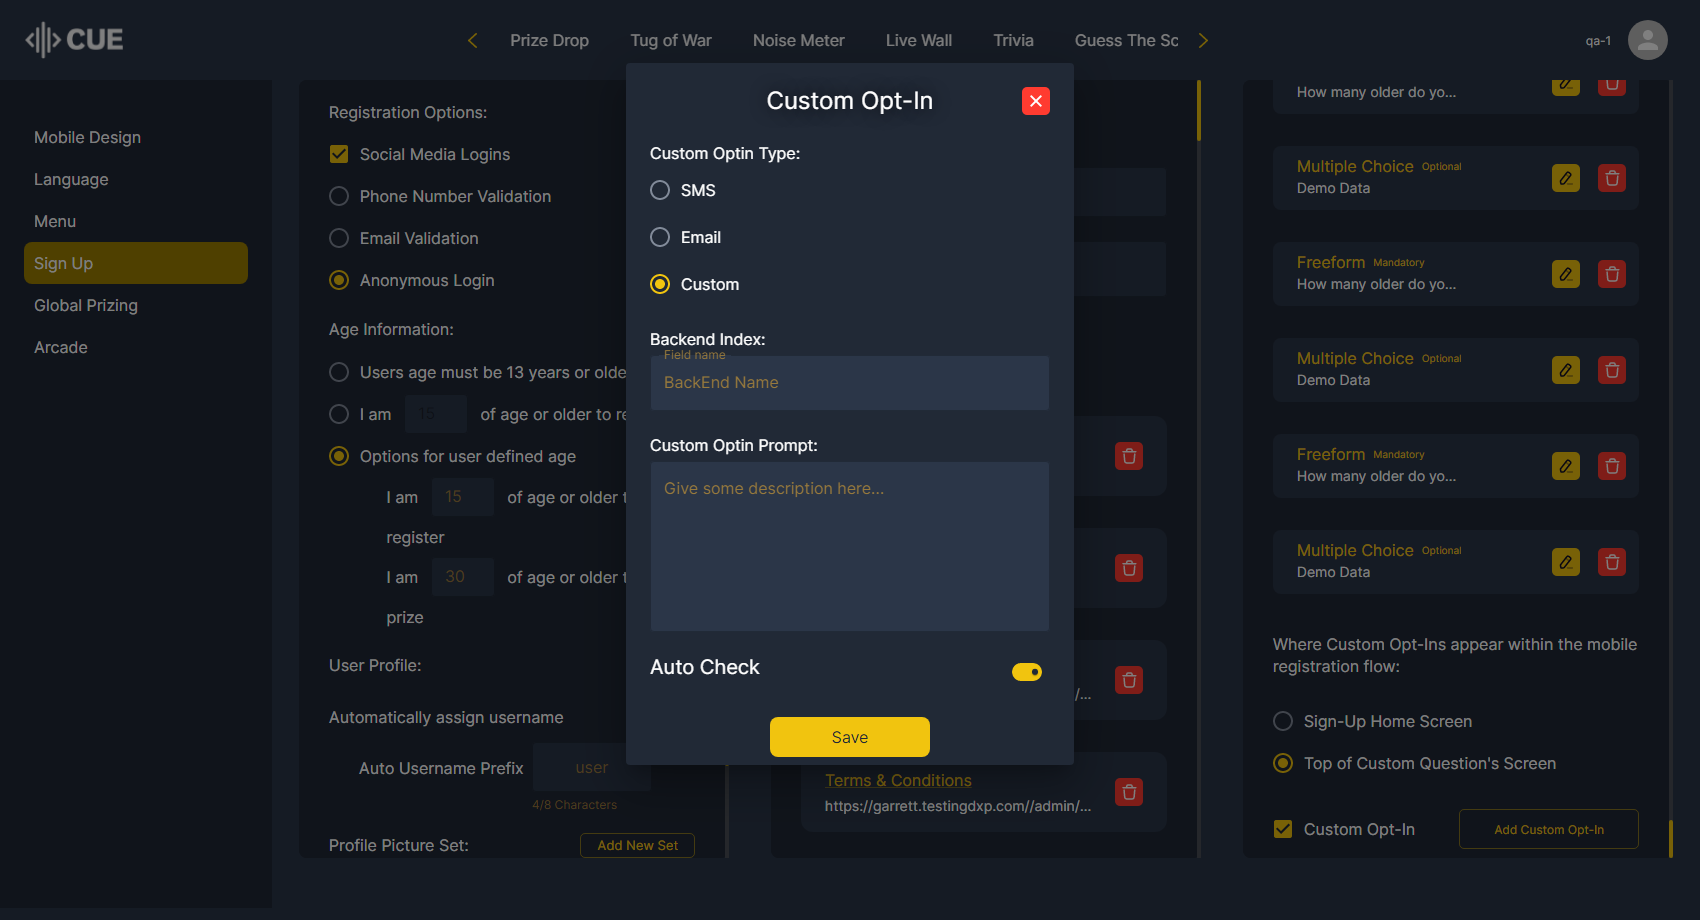 CUE
Prize Drop
Tug of War
Noise Meter
Live Wall
Trivia
Guess The Sc
qa-1
Mobile Design
Language
Menu
Sign Up
Global Prizing
Arcade
Registration Options:
Social Media Logins
Phone Number Validation
Email Validation
Anonymous Login
Age Information:
Users age must be 13 years or olde
I am 15 of age or older to re
Options for user defined age
I am 15 of age or older t
register
I am 30 of age or older t
prize
User Profile:
Automatically assign username
Auto Username Prefix user
4/8 Characters
Profile Picture Set:
Add New Set
Custom Opt-In
Custom Optin Type:
SMS
Email
Custom
Backend Index:
Field name
BackEnd Name
Custom Optin Prompt:
Give some description here...
Auto Check
Save
/...
Terms & Conditions
https://garrett.testingdxp.com//admin/...
How many older do yo...
Multiple Choice Optional
Demo Data
Freeform Mandatory
How many older do yo...
Multiple Choice Optional
Demo Data
Freeform Mandatory
How many older do yo...
Multiple Choice Optional
Demo Data
Where Custom Opt-Ins appear within the mobile
registration flow:
Sign-Up Home Screen
Top of Custom Question's Screen
Custom Opt-In
Add Custom Opt-In